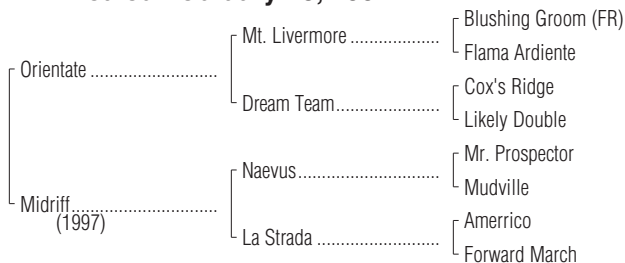 Blushing Groom (FR)
Mt. Livermore
Flama Ardiente
Orientate
Cox's Ridge
Dream Team
Likely Double
Mr. Prospector
Naevus
Mudville
Midriff
(1997)
Amerrico
La Strada
Forward March